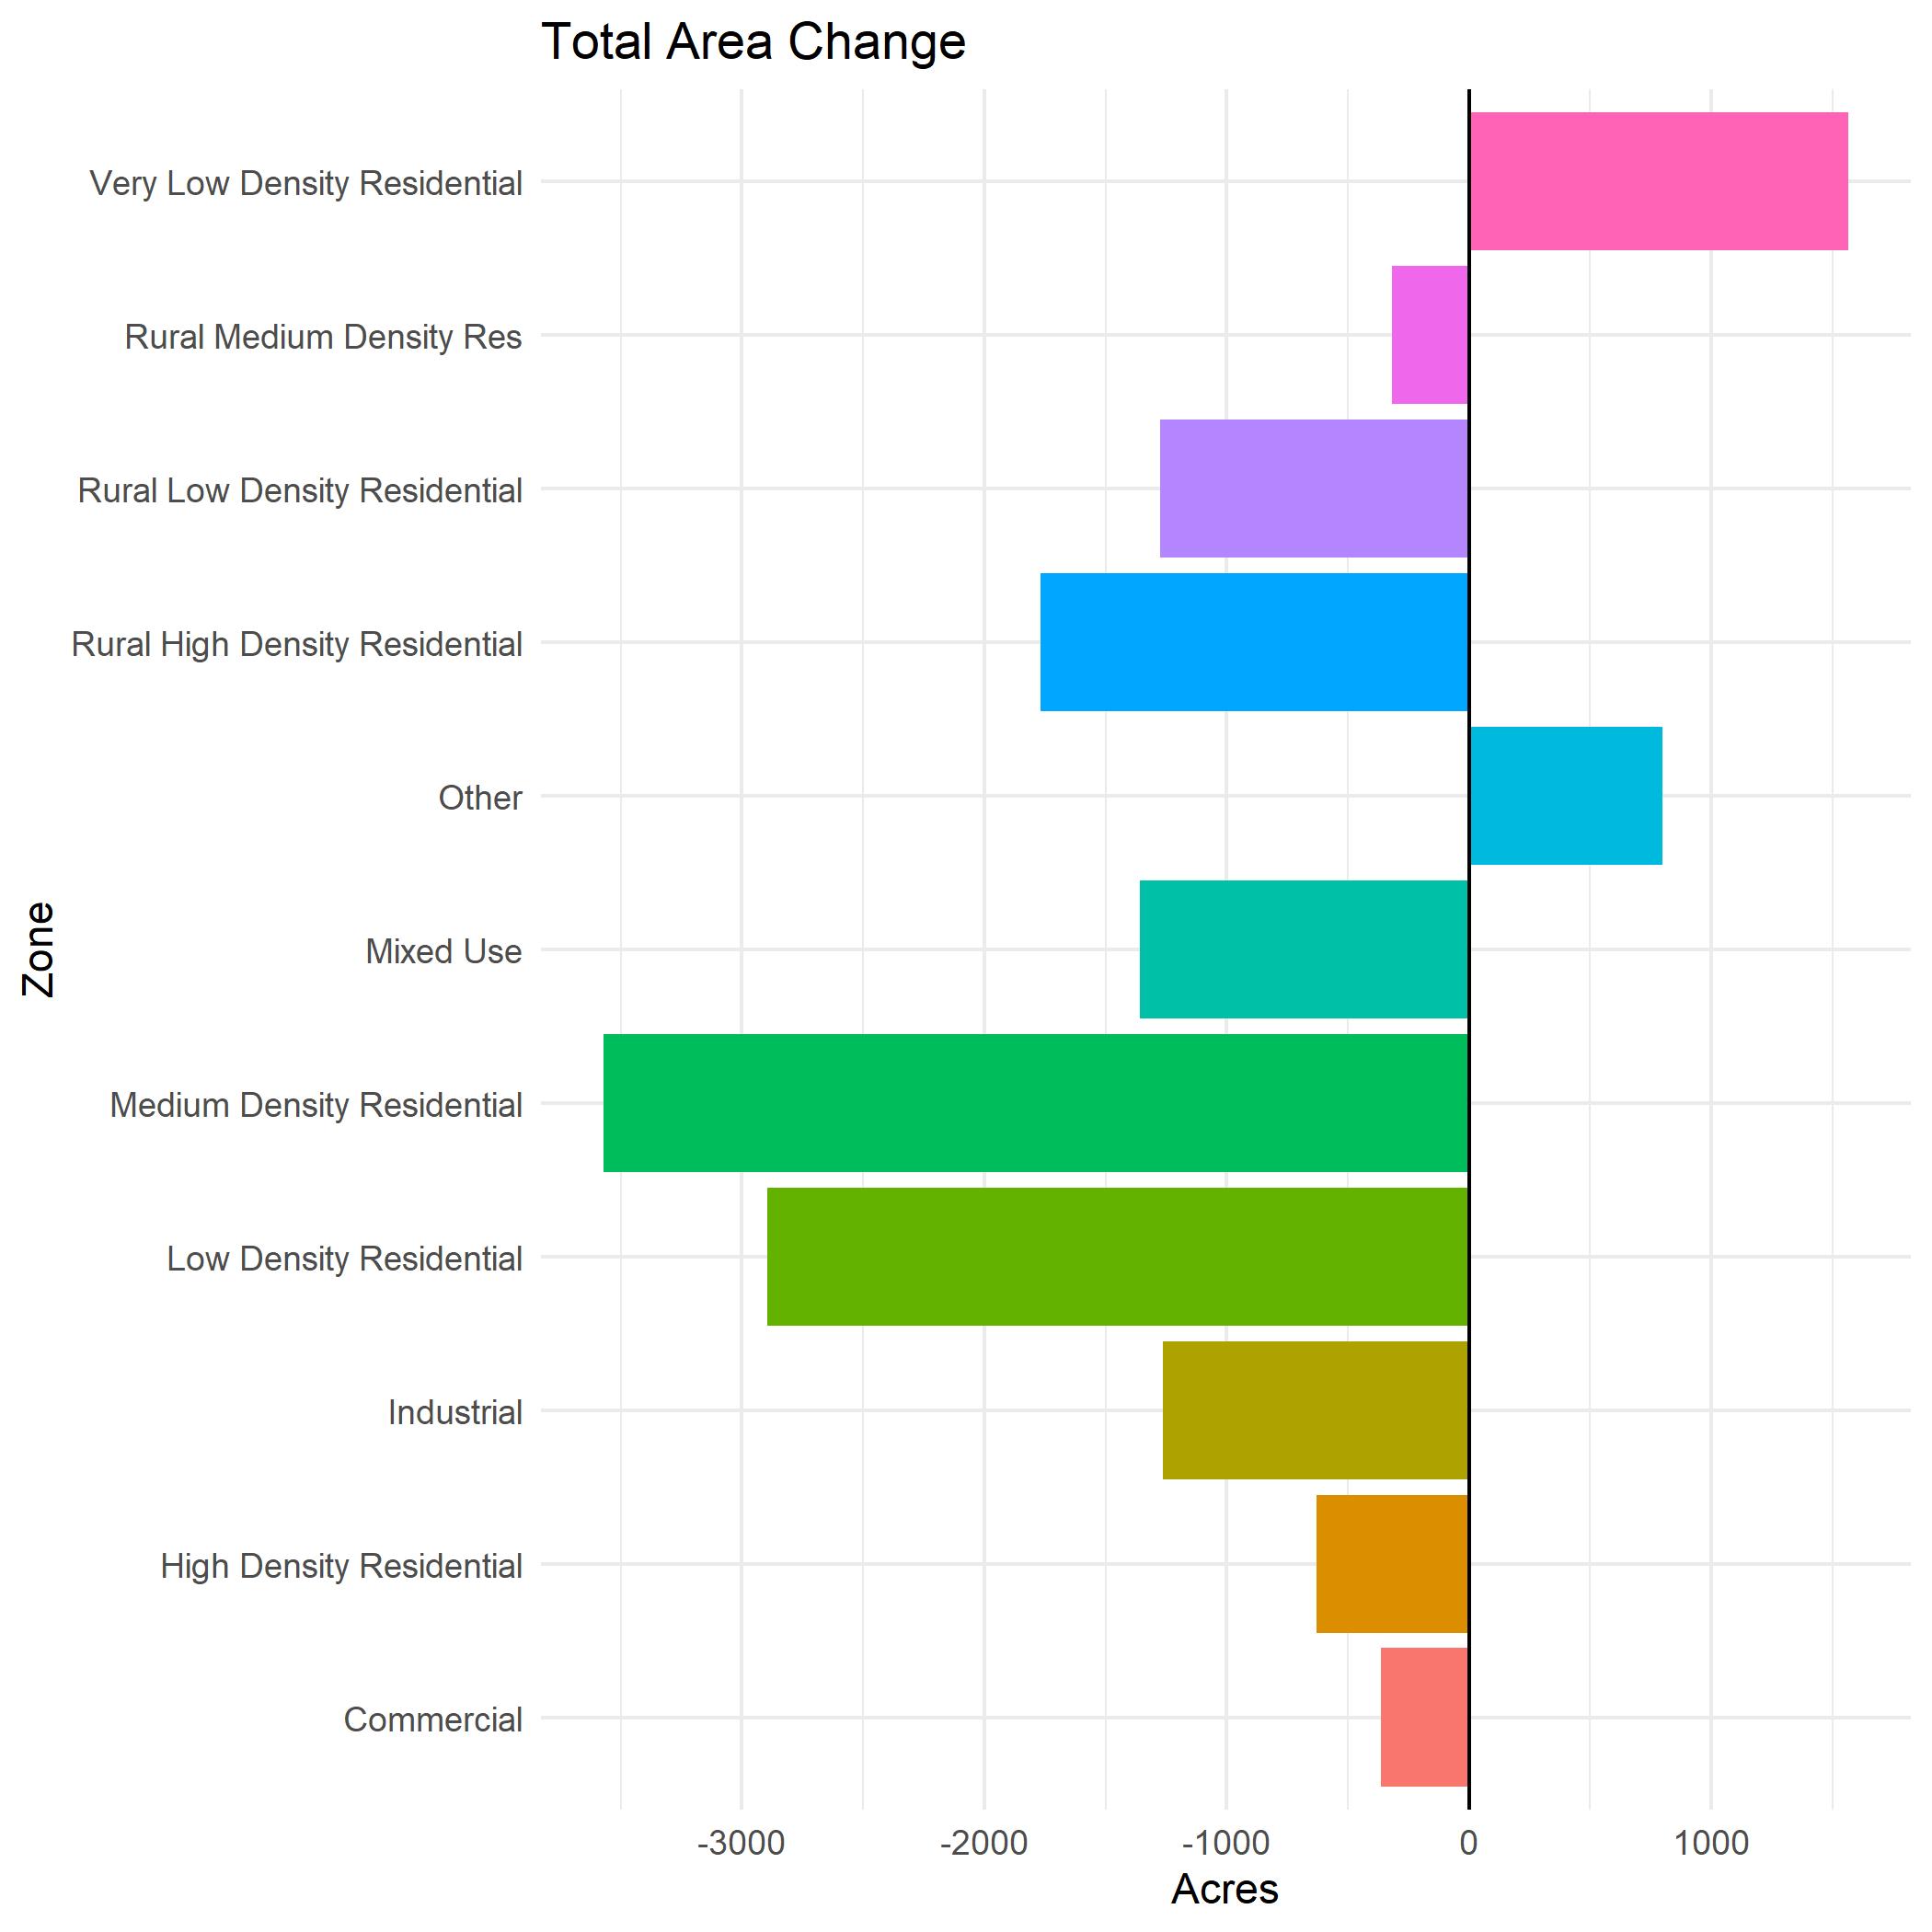 Total Area Change
Very Low Density Residential
Rural Medium Density Res
Rural Low Density Residential
Rural High Density Residential
Other
Mixed Use
Medium Density Residential
Low Density Residential
Industrial
High Density Residential
Commercial
Zone
-3000 -2000 -1000 0 1000
Acres